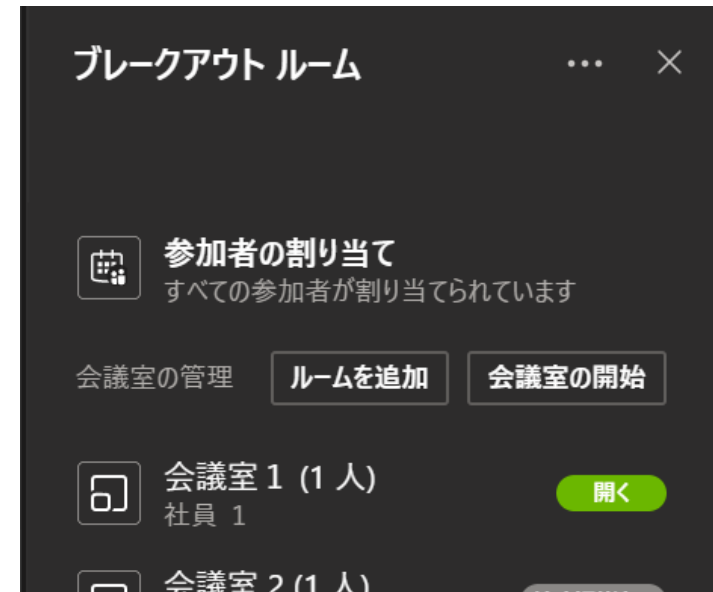 ブレークアウト ルーム
参加者の割り当て
すべての参加者が割り当てられています
会議室の管理 ルームを追加 会議室の開始
会議室 1 (1 人) 開く
社員 1
会議室 2 (1 人)